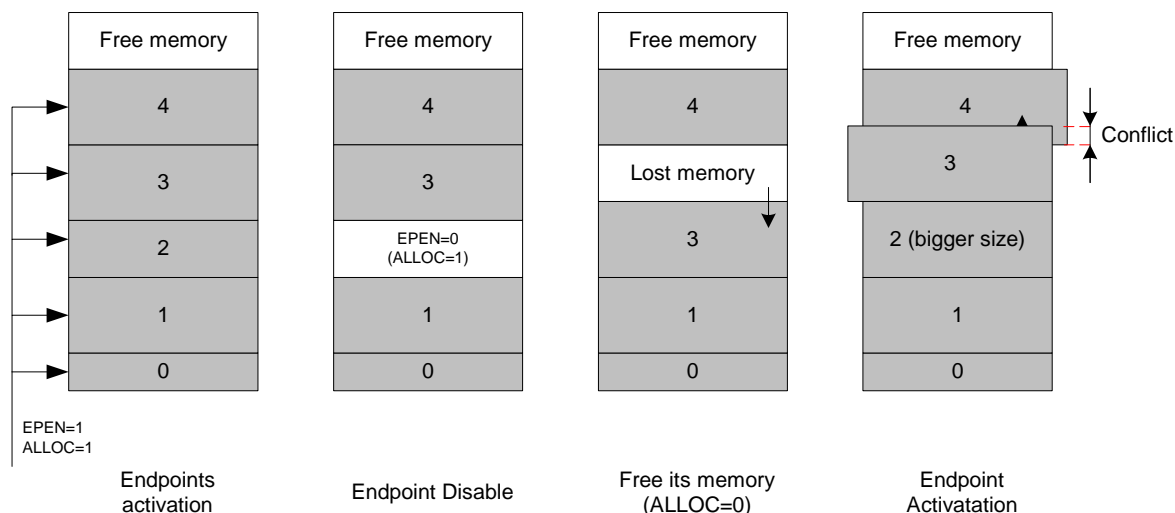 Free memory
4
3
2
1
0
EPEN=1
ALLOC=1
Endpoints
activation
Free memory
4
3
EPEN=0
(ALLOC=1)
1
0
Endpoint Disable
Free memory
4
Lost memory
3
1
0
Free its memory
(ALLOC=0)
Free memory
4
Conflict
3
2 (bigger size)
1
0
Endpoint
Activatation